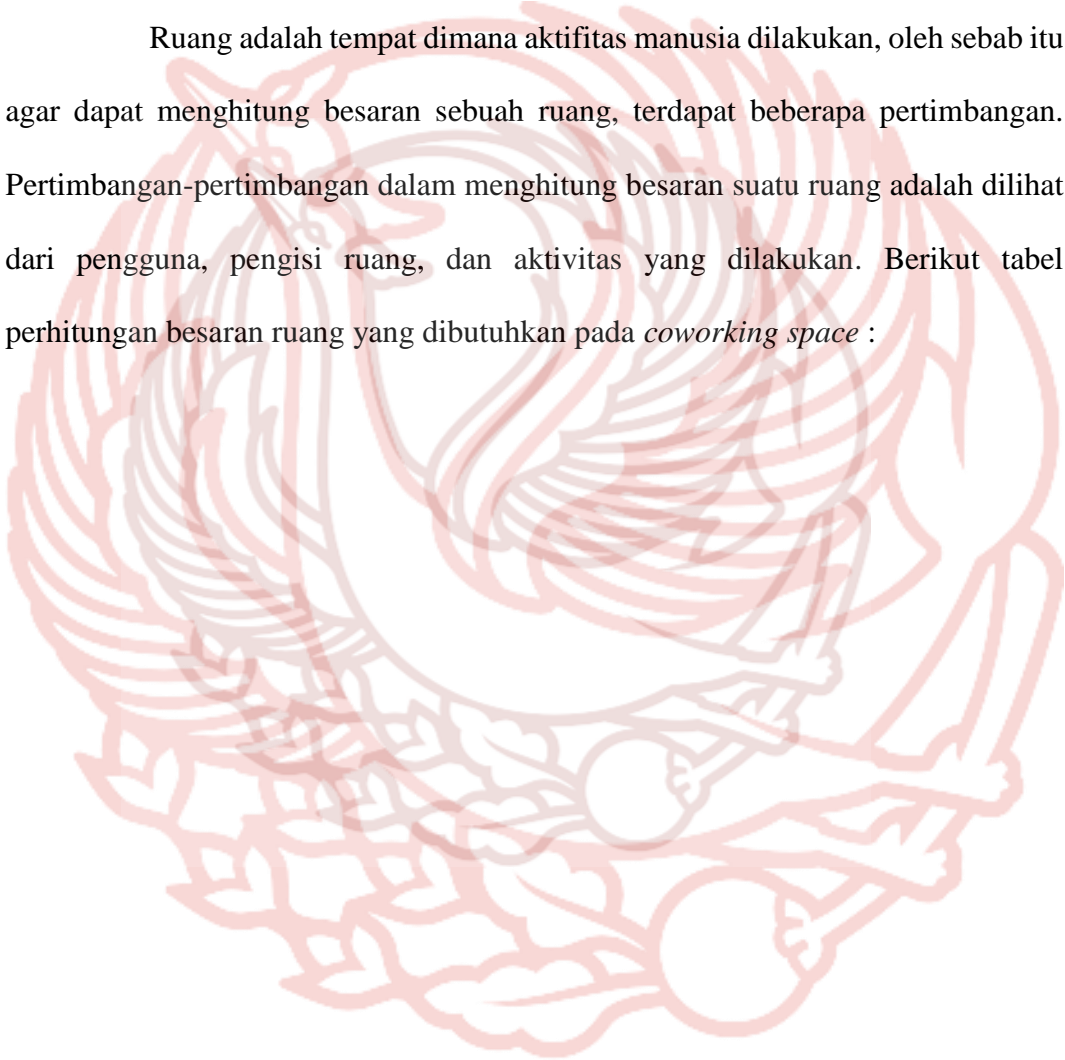 Ruang adalah tempat dimana aktifitas manusia dilakukan, oleh sebab itu
agar dapat menghitung besaran sebuah ruang, terdapat beberapa pertimbangan.
Pertimbangan-pertimbangan dalam menghitung besaran suatu ruang adalah dilihat
dari pengguna, pengisi ruang, dan aktivitas yang dilakukan. Berikut tabel
perhitungan besaran ruang yang dibutuhkan pada coworking space :